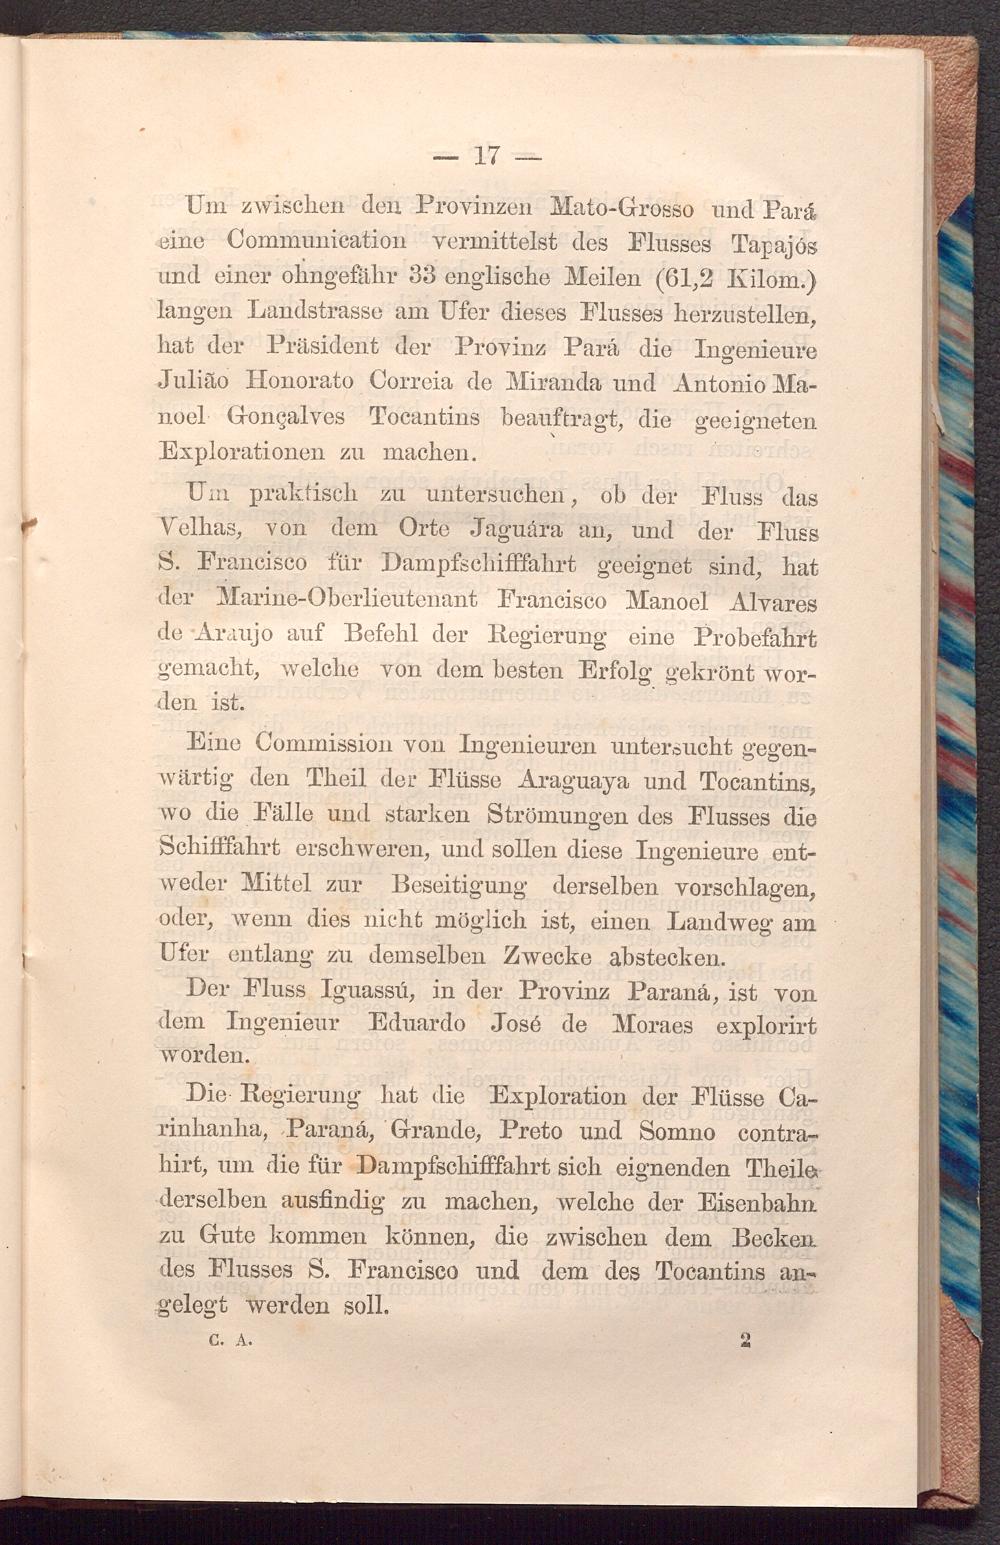 — 17 —
Um zwischen den Provinzen Mato-Grosso und Pará
eine Communication vermittelst des Flusses Tapajós
und einer ohngefähr 33 englische Meilen (61,2 Kilom.)
langen Landstrasse am Ufer dieses Flusses herzustellen,
hat der Präsident der Provinz Pará die Ingenieure
Julião Honorato Correia de Miranda und Antonio Ma-
noel Gonçalves Tocantins beauftragt, die geeigneten
Explorationen zu machen.
Um praktisch zu untersuchen, ob der Fluss das
Velhas, von dem Orte Jaguára an, und der Fluss
S. Francisco für Dampfschifffahrt geeignet sind, hat
der Marine-Oberlieutenant Francisco Manoel Alvares
de Araujo auf Befehl der Regierung eine Probefahrt
gemacht, welche von dem besten Erfolg gekrönt wor-
den ist.
Eine Commission von Ingenieuren untersucht gegen-
wärtig den Theil der Flüsse Araguaya und Tocantins,
wo die Fälle und starken Strömungen des Flusses die
Schifffahrt erschweren, und sollen diese Ingenieure ent-
weder Mittel zur Beseitigung derselben vorschlagen,
oder, wenn dies nicht möglich ist, einen Landweg am
Ufer entlang zu demselben Zwecke abstecken.
Der Fluss Iguassú, in der Provinz Paraná, ist von
dem Ingenieur Eduardo José de Moraes explorirt
worden.
Die Regierung hat die Exploration der Flüsse Ca-
rinhanha, Paraná, Grande, Preto und Somno contra-
hirt, um die für Dampfschifffahrt sich eignenden Theile
derselben ausfindig zu machen, welche der Eisenbahn
zu Gute kommen können, die zwischen dem Becken
des Flusses S. Francisco und dem des Tocantins an-
gelegt werden soll.
C. A. 2